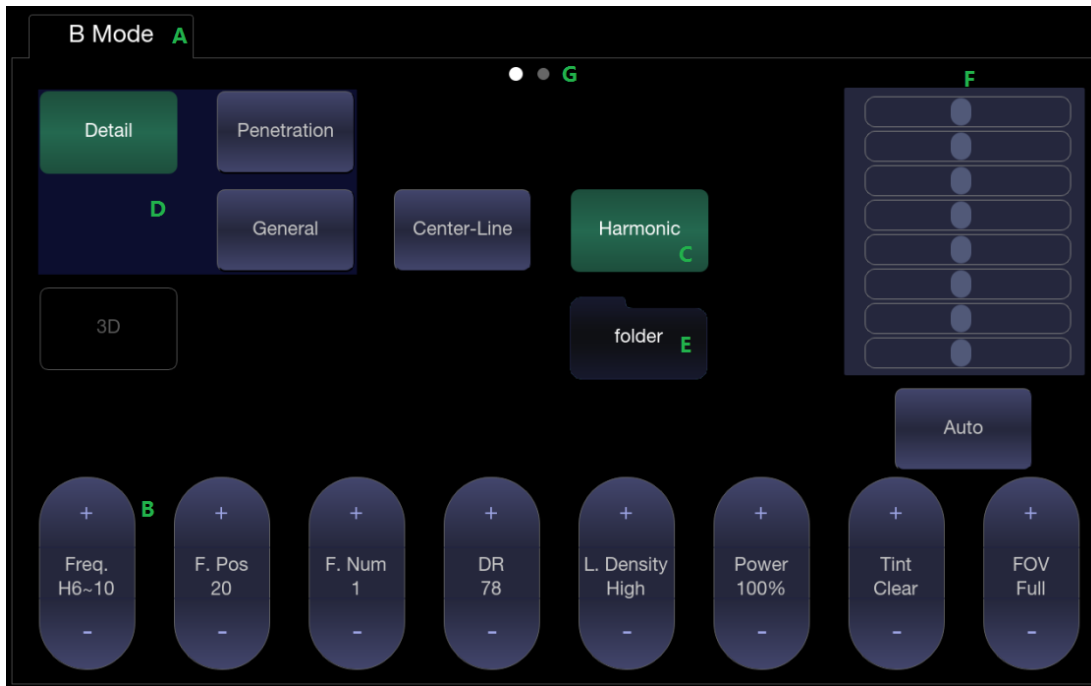 B Mode A
G
F
Detail
Penetration
D
General
Center-Line
Harmonic
C
3D
folder
E
Auto
B
+
+
+
+
+
+
+
+
Freq.
H6~10
F. Pos
20
F. Num
1
DR
78
L. Density
High
Power
100%
Tint
Clear
FOV
Full
-
-
-
-
-
-
-
-